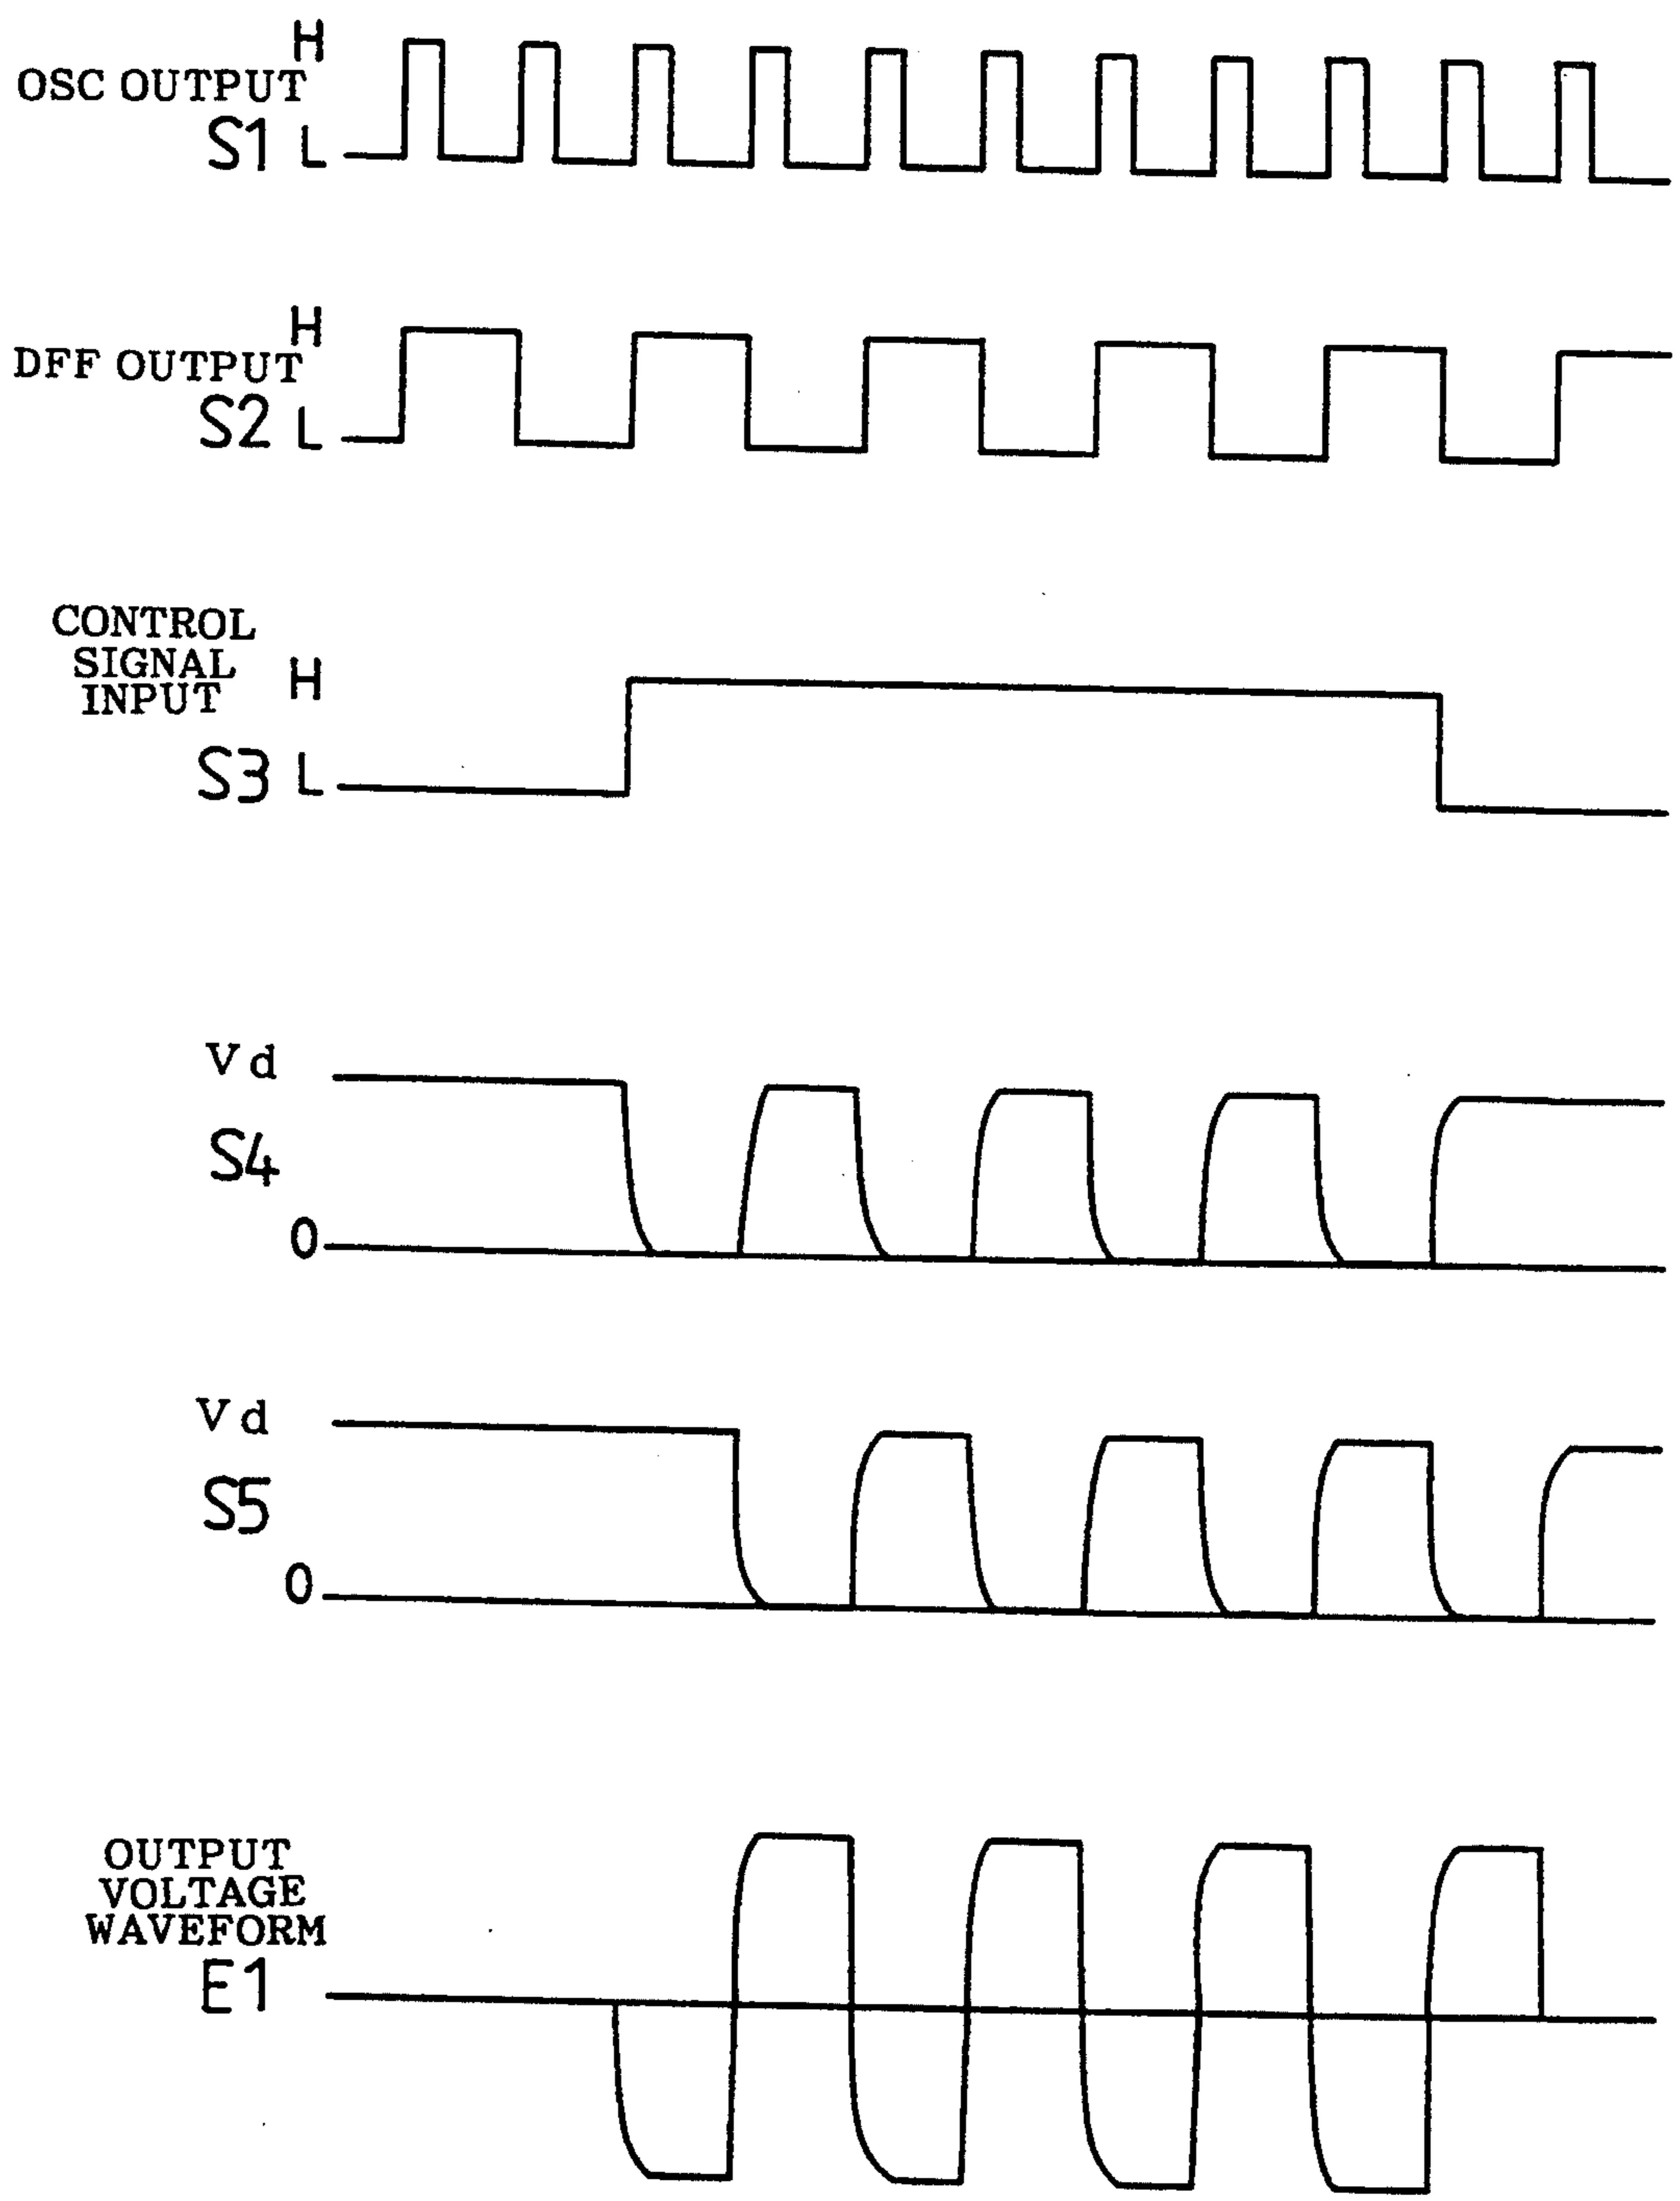 H
OSC OUTPUT
S1 L
H
DFF OUTPUT
S2 L
CONTROL
SIGNAL
INPUT
H
S3 L
Vd
S4
0
Vd
S5
0
OUTPUT
VOLTAGE
WAVEFORM
E1